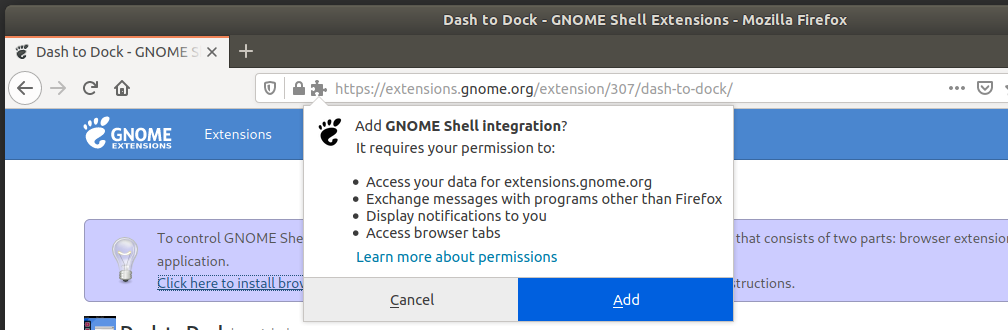 Dash to Dock - GNOME Shell Extensions - Mozilla Firefox
Dash to Dock - GNOME S
https://extensions.gnome.org/extension/307/dash-to-dock/
GNOME
EXTENSIONS
Extensions
Add GNOME Shell integration?
It requires your permission to:
Access your data for extensions.gnome.org
Exchange messages with programs other than Firefox
Display notifications to you
Access browser tabs
Learn more about permissions
Cancel
Add
To control GNOME She
that consists of two parts: browser extension
application.
Click here to install brow
structions.